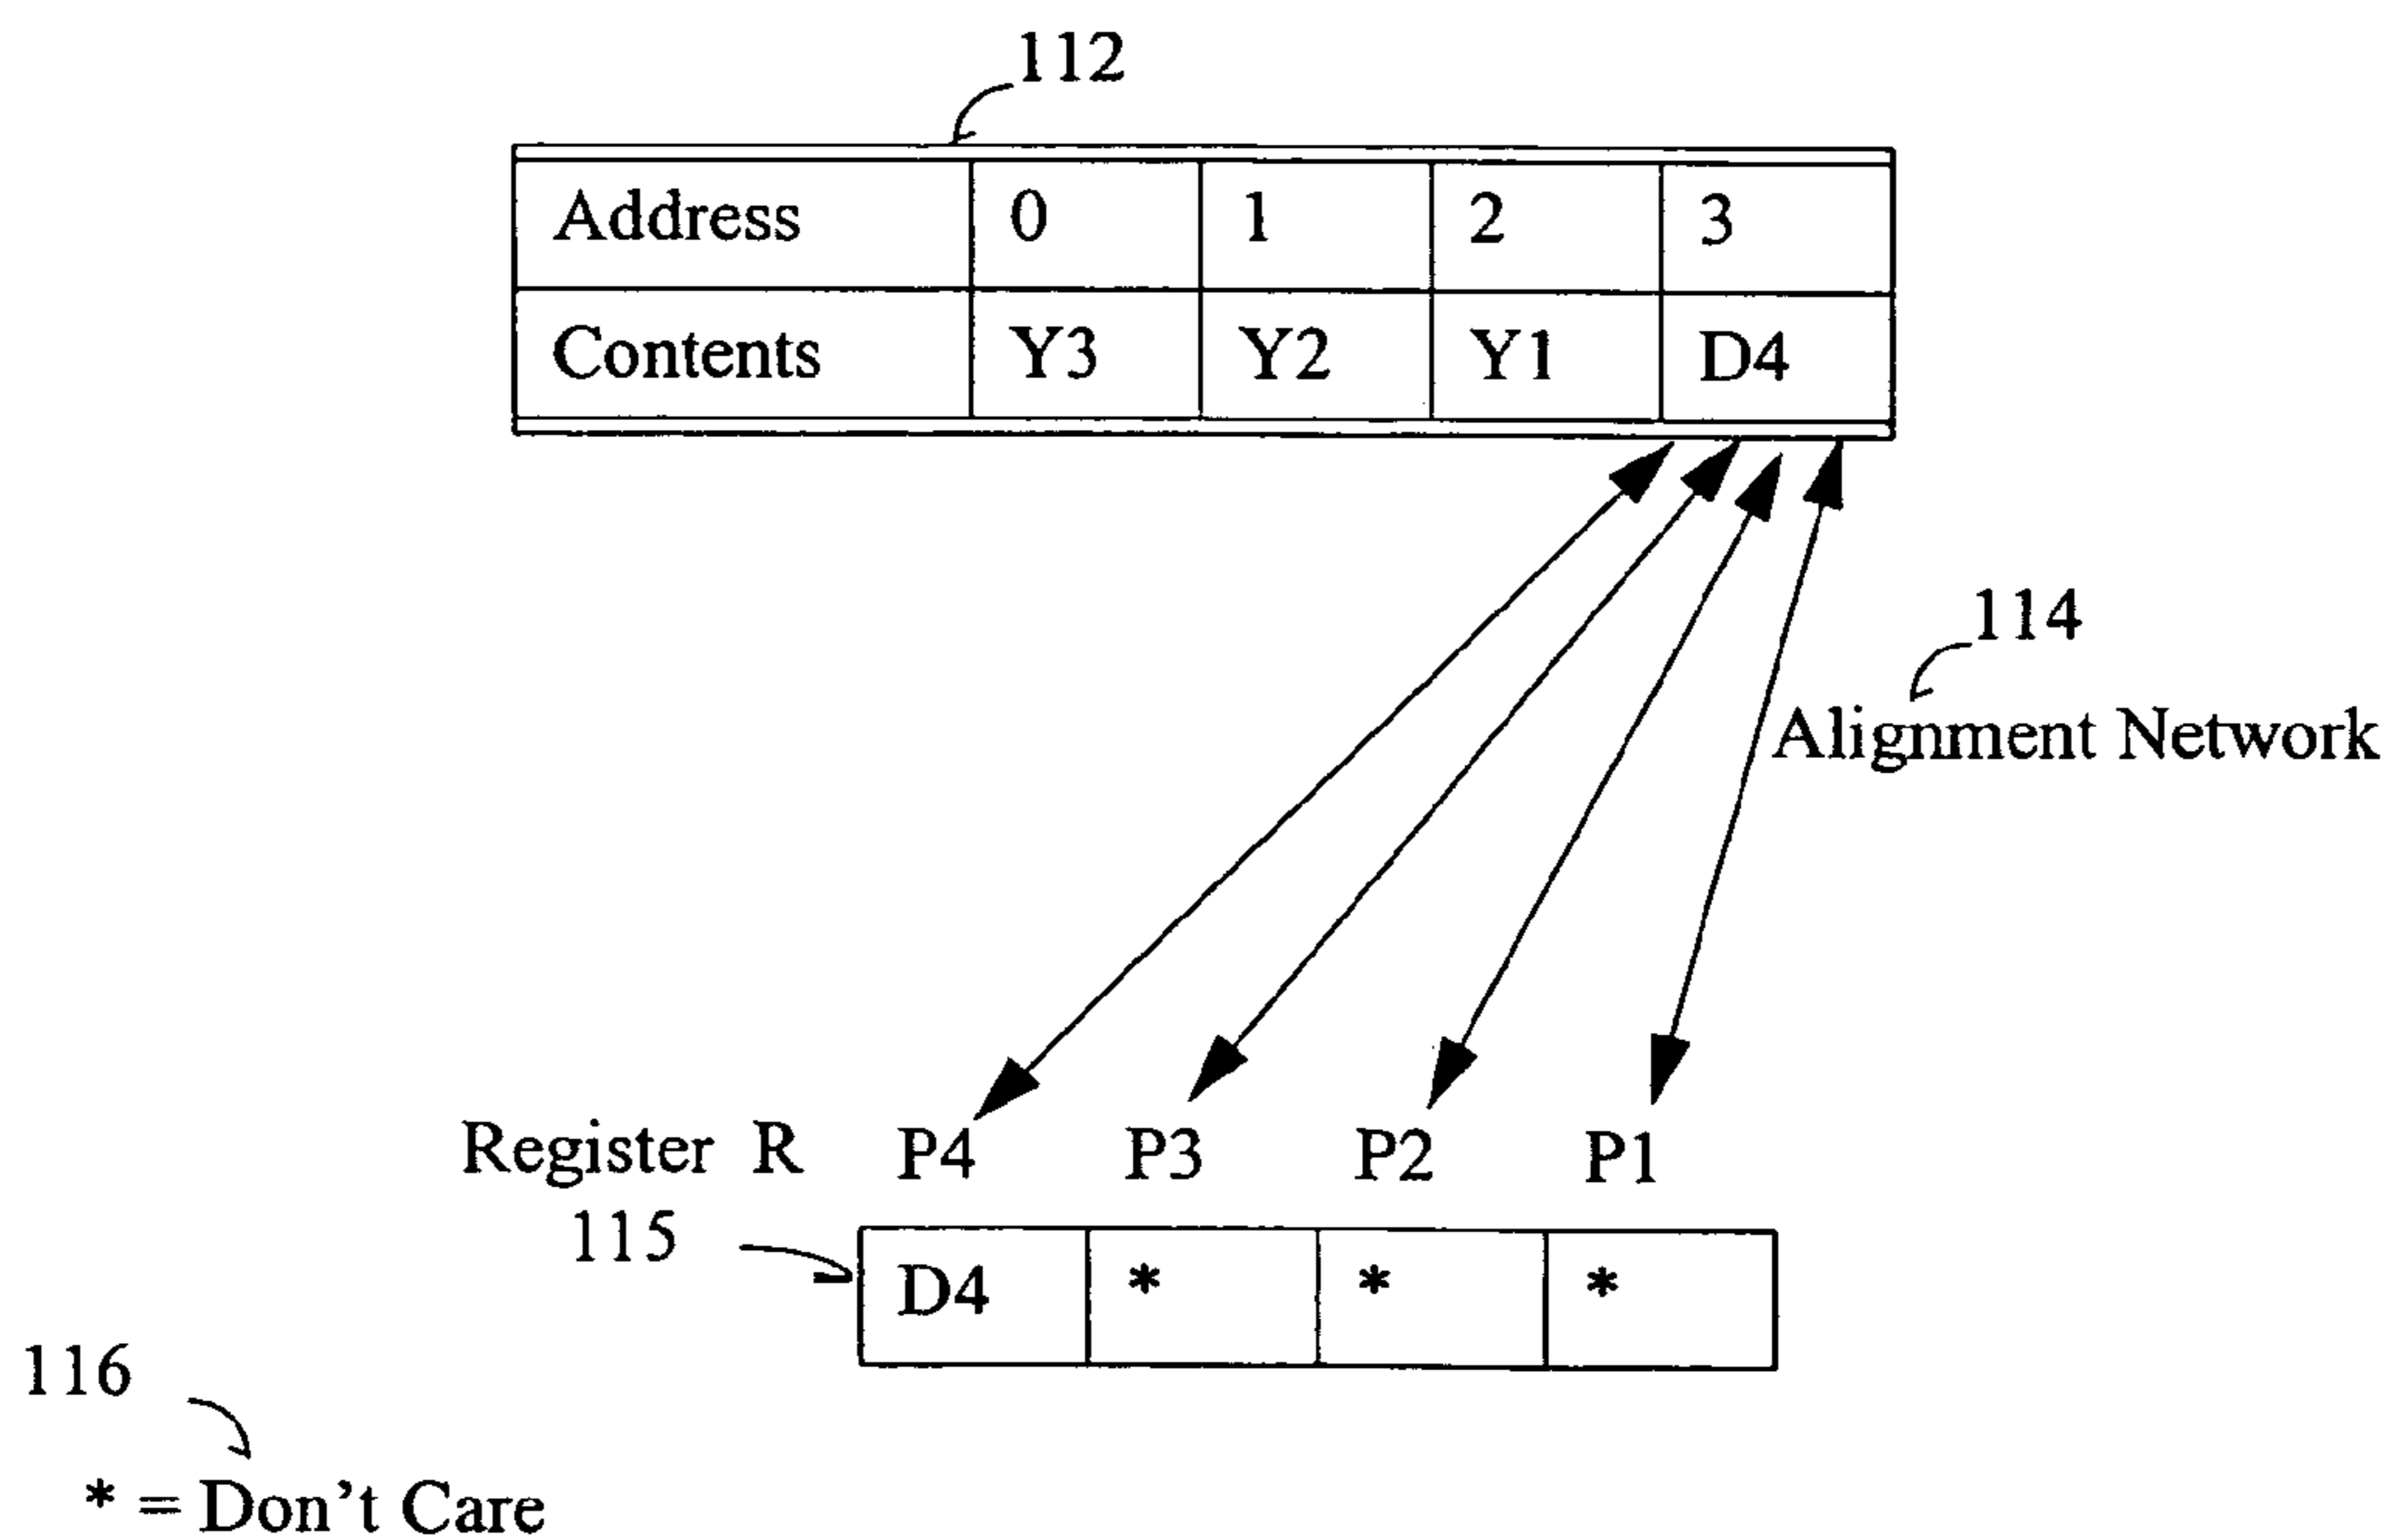 112
Address 0 1 2 3
Contents Y3 Y2 Y1 D4
114
Alignment Network
Register R P4 P3 P2 P1
115
D4 * * *
116
* = Don't Care